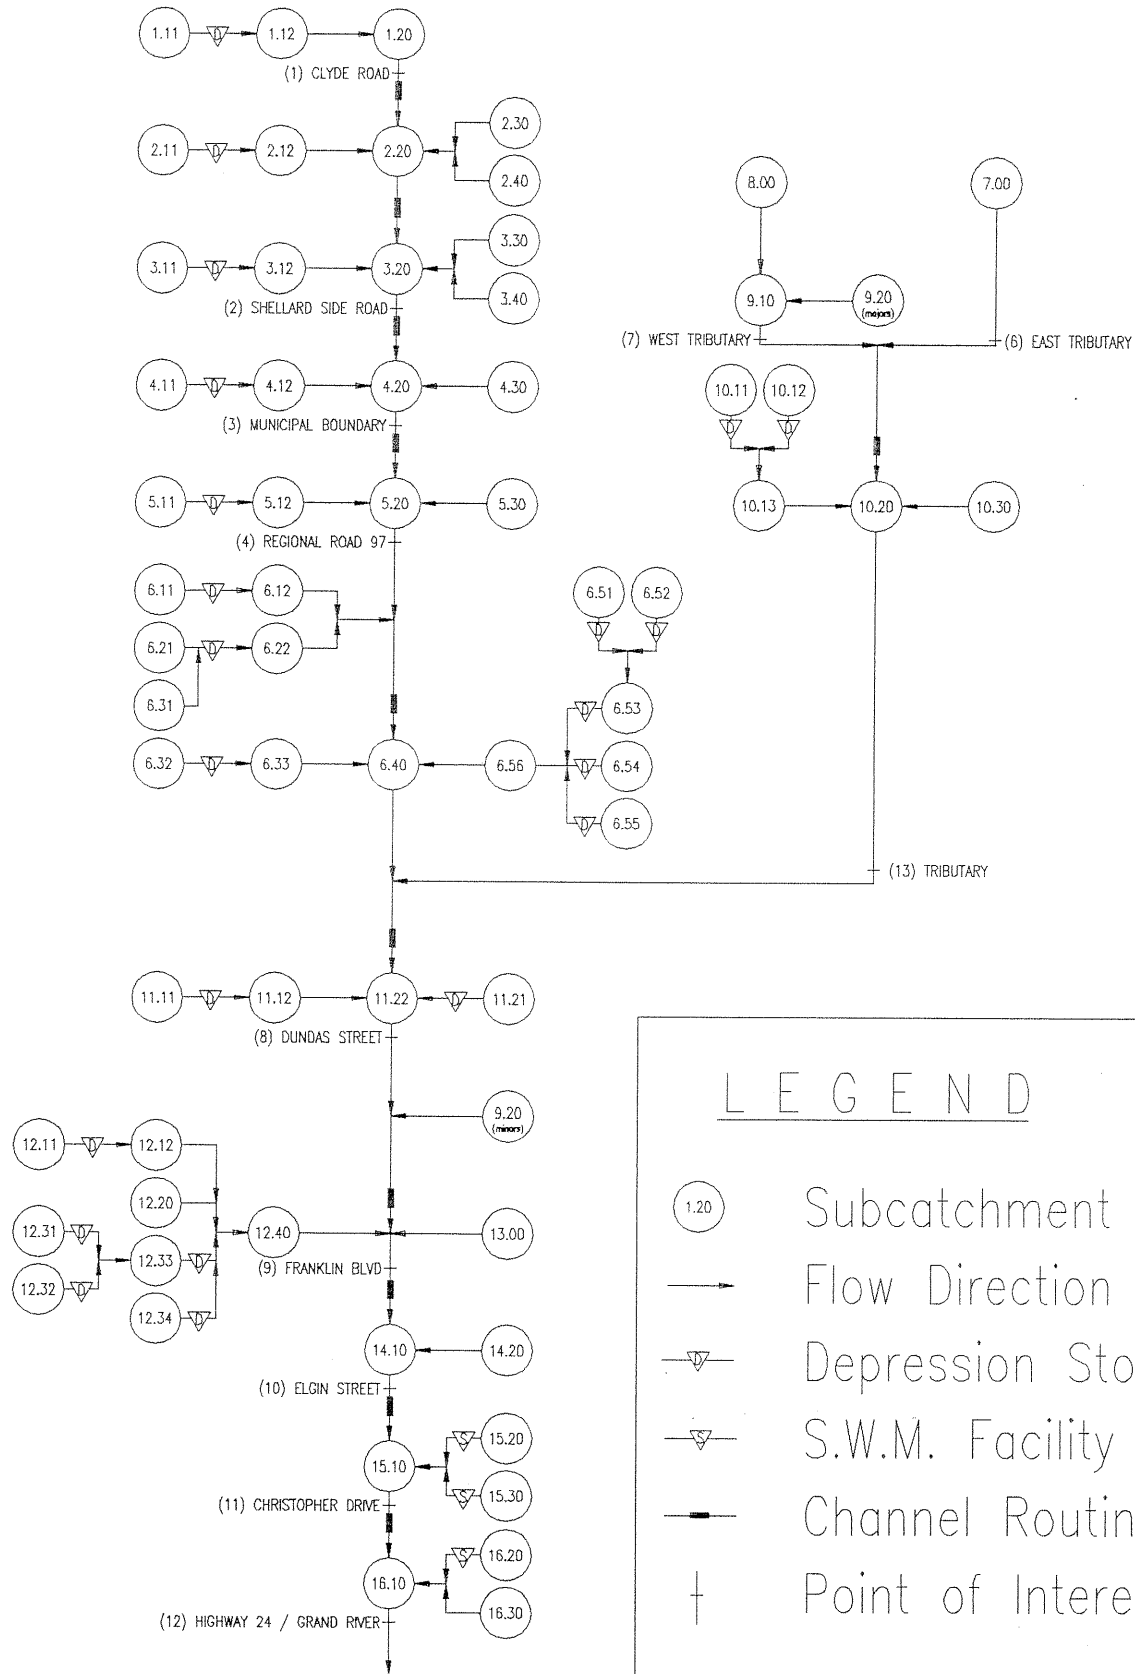 1.11 D 1.12 1.20
(1) CLYDE ROAD
2.30
2.11 D 2.12 2.20
2.40
8.00 7.00
3.30
3.11 D 3.12 3.20
3.40
(2) SHELLARD SIDE ROAD
9.10 9.20
(majors)
(7) WEST TRIBUTARY (6) EAST TRIBUTARY
4.11 D 4.12 4.20 4.30
(3) MUNICIPAL BOUNDARY
10.11 10.12
D D
5.11 D 5.12 5.20 5.30
10.13 10.20 10.30
(4) REGIONAL ROAD 97
6.11 D 6.12
6.51 6.52
D D
6.21 D 6.22
6.31
D 6.53
6.32 D 6.33 6.40 6.56 D 6.54
D 6.55
(13) TRIBUTARY
11.11 D 11.12 11.22 D 11.21
(8) DUNDAS STREET
9.20
(minors)
12.11 D 12.12
12.20
12.31 D
12.40 13.00
12.33 D
(9) FRANKLIN BLVD
12.32 D
12.34 D
14.10 14.20
(10) ELGIN STREET
S 15.20
15.10
S 15.30
(11) CHRISTOPHER DRIVE
S 16.20
16.10
16.30
(12) HIGHWAY 24 / GRAND RIVER
LEGEND
1.20 Subcatchment
Flow Direction
D Depression Sto
S S.W.M. Facility
Channel Routin
Point of Intere